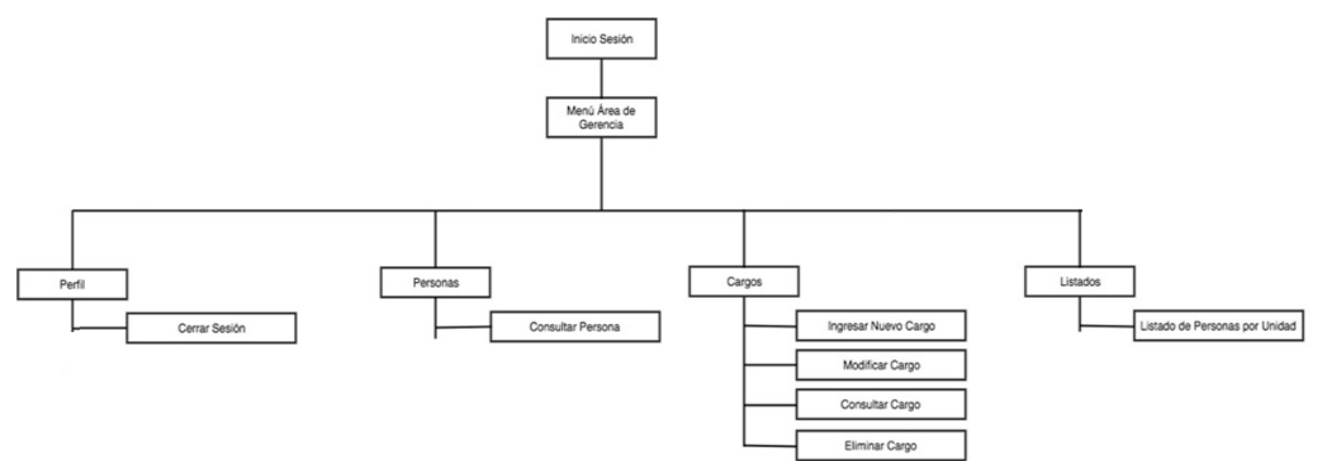 Inicio Sesión
Menú Área de
Gerencia
Perfil
Personas
Cargos
Listados
Cerrar Sesión
Consultar Persona
Ingresar Nuevo Cargo
Listado de Personas por Unidad
Modificar Cargo
Consultar Cargo
Eliminar Cargo